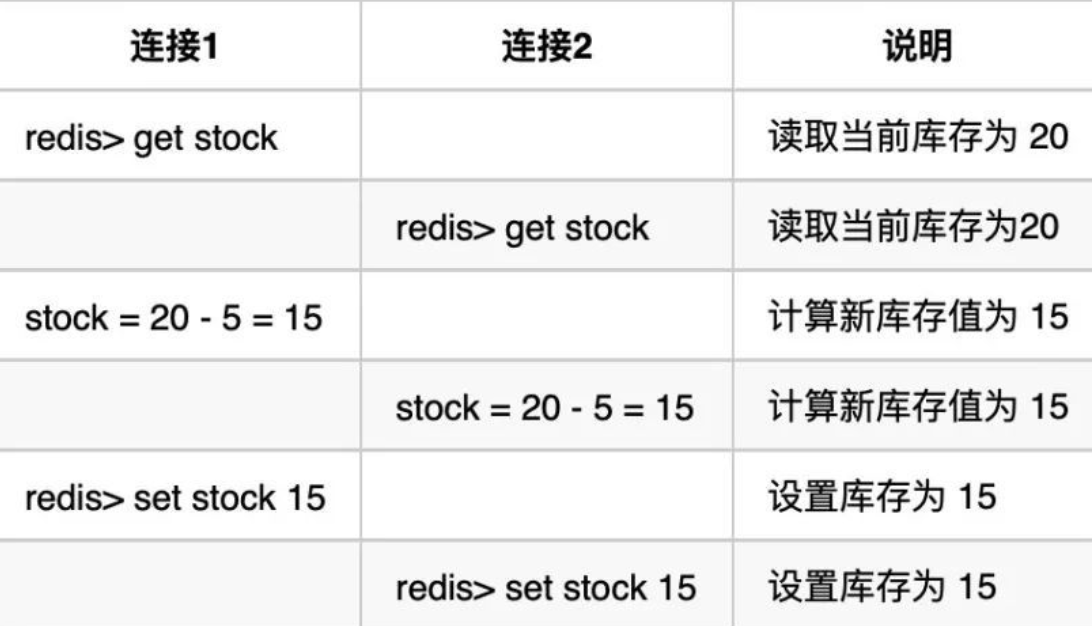 连接1 连接2 说明
redis> get stock 读取当前库存为 20
redis> get stock 读取当前库存为20
stock = 20 - 5 = 15 计算新库存值为 15
stock = 20 - 5 = 15 计算新库存值为 15
redis> set stock 15 设置库存为 15
redis> set stock 15 设置库存为 15